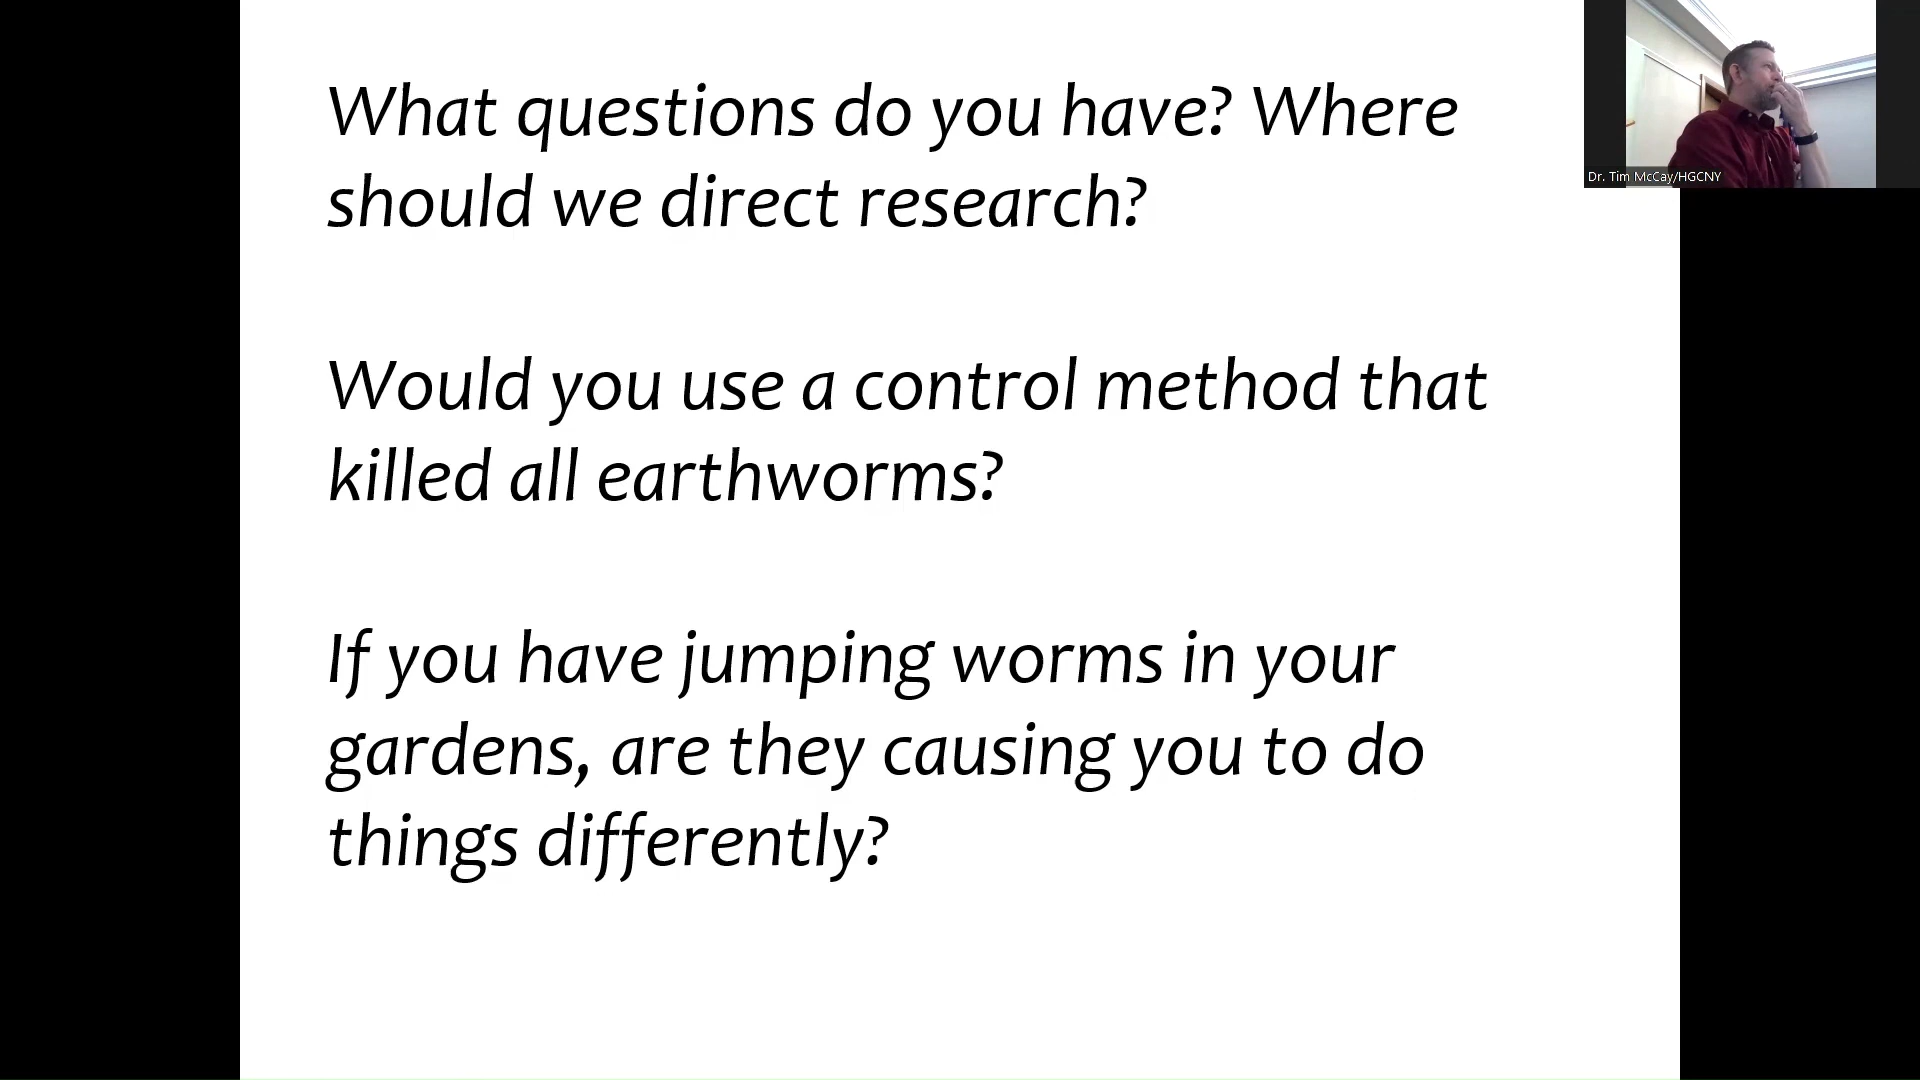 What questions do you have? Where
should we direct research?
Would you use a control method that
killed all earthworms?
If you have jumping worms in your
gardens, are they causing you to do
things differently?
Dr. Tim McCay/HGCNY